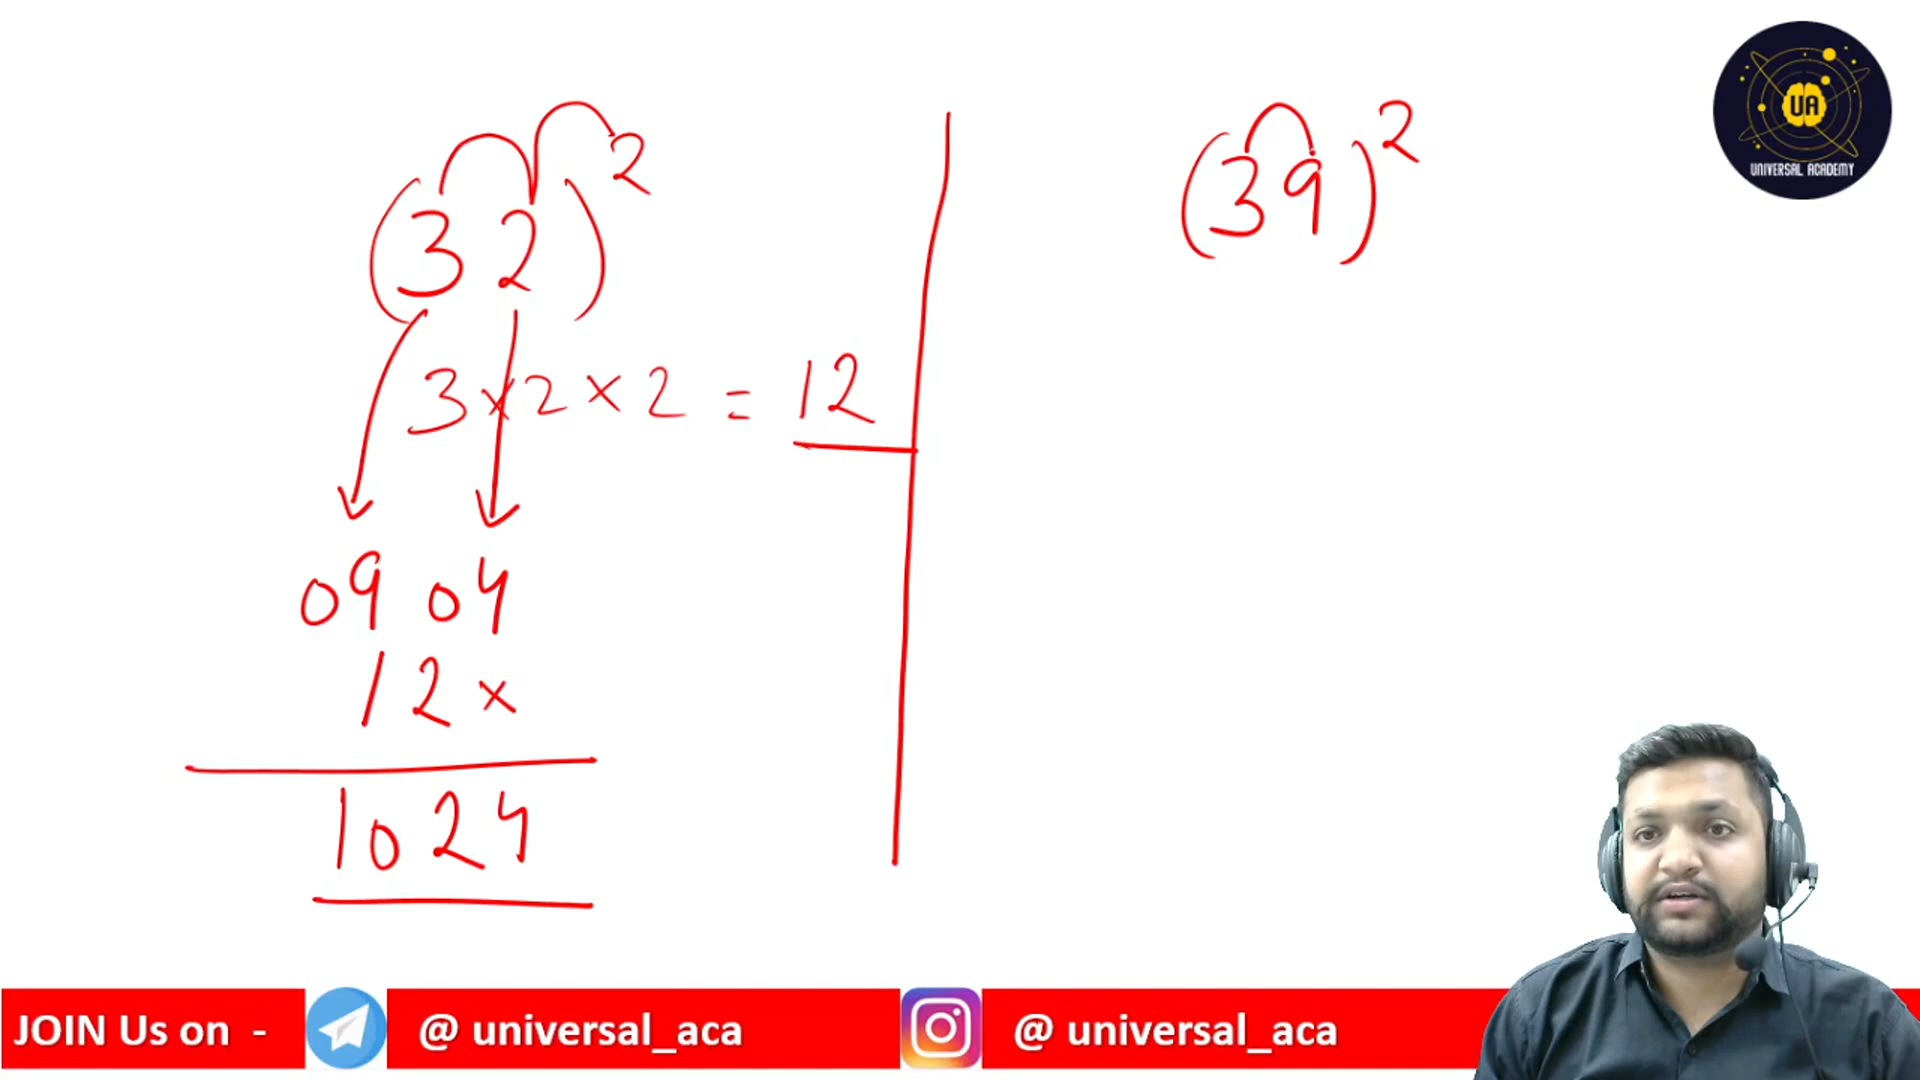 (32)²
3×2×2 = 12
09 04
12×
1024
(39)²
UA
UNIVERSAL ACADEMY
JOIN Us on - @ universal_aca @ universal_aca